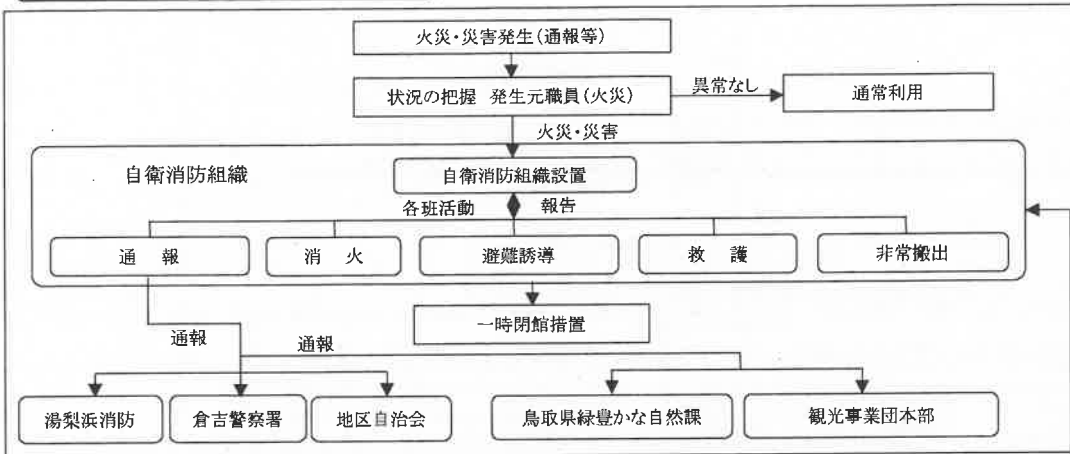 火災・災害発生(通報等)
状況の把握 発生元職員(火災)
異常なし
通常利用
火災・災害
自衛消防組織
自衛消防組織設置
各班活動
報告
通 報
消 火
避難誘導
救 護
非常搬出
一時閉館措置
通報
通報
湯梨浜消防
倉吉警察署
地区自治会
鳥取県緑豊かな自然課
観光事業団本部